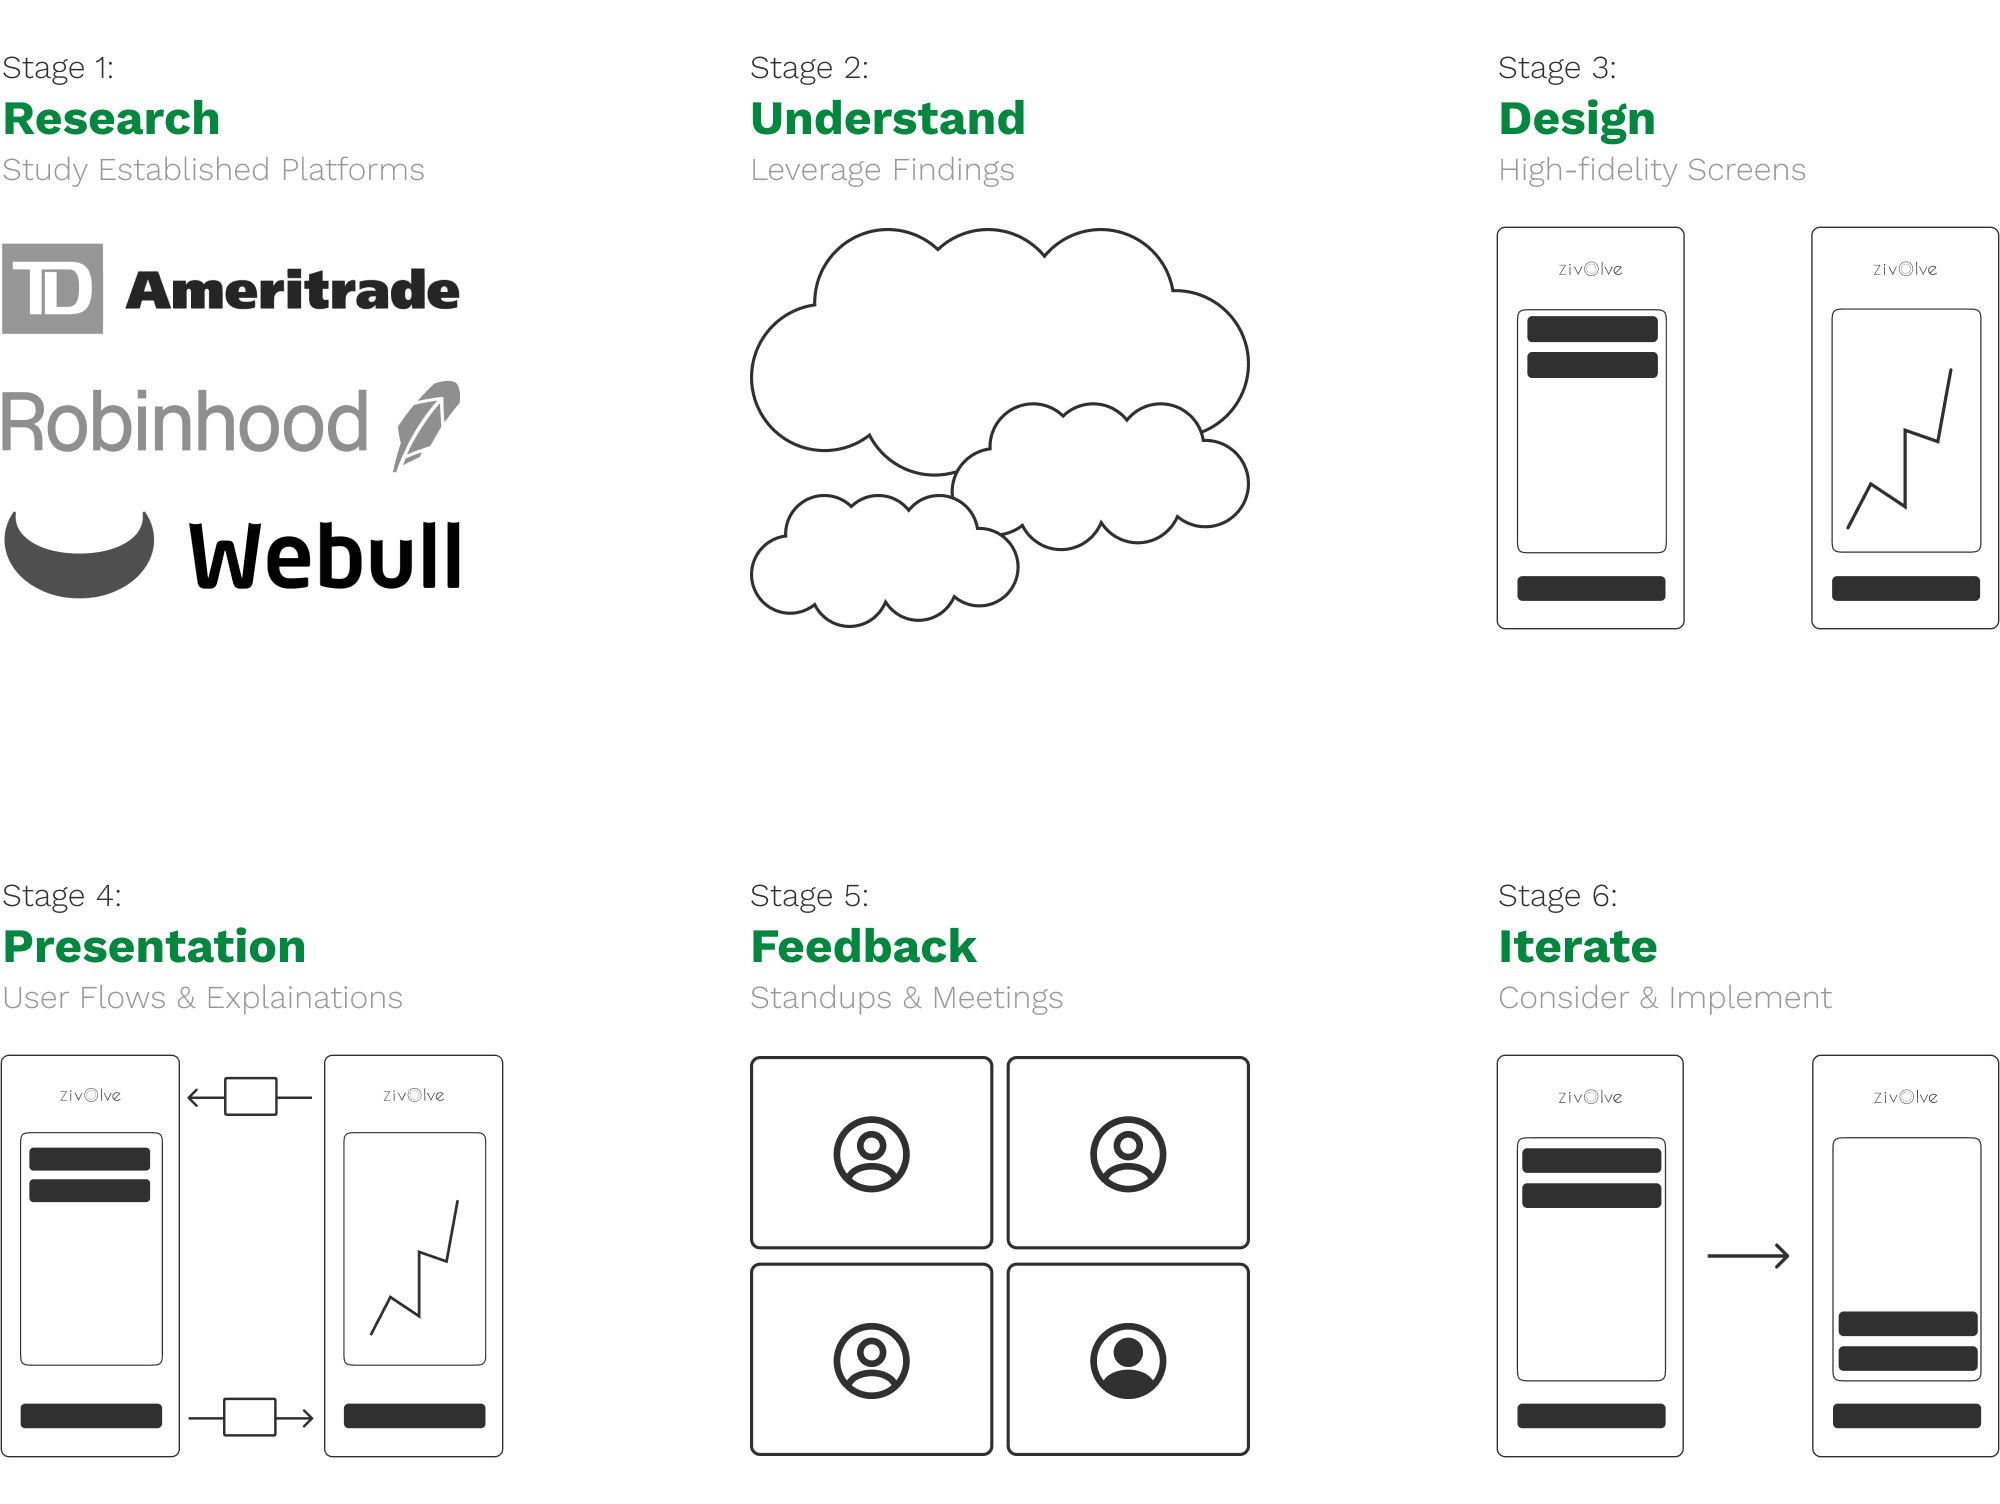 Stage 1:
Research
Study Established Platforms
TD Ameritrade
Robinhood
Webull
Stage 2:
Understand
Leverage Findings
Stage 3:
Design
High-fidelity Screens
zivOlve
zivOlve
Stage 4:
Presentation
User Flows & Explainations
zivOlve
zivOlve
Stage 5:
Feedback
Standups & Meetings
Stage 6:
Iterate
Consider & Implement
zivOlve
zivOlve